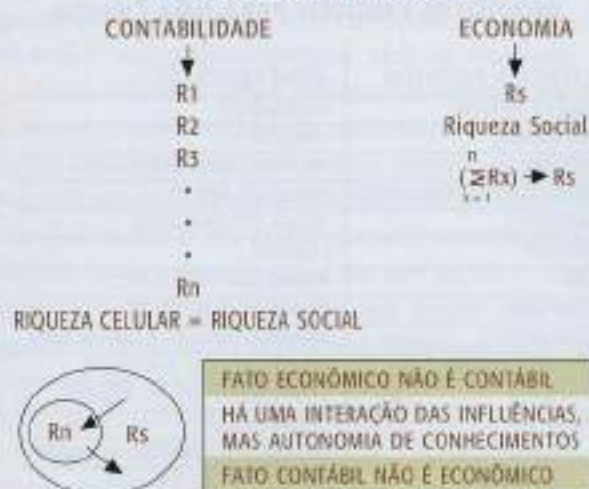 CONTABILIDADE
R1
R2
R3
.
.
.
Rn
ECONOMIA
Rs
Riqueza Social
n
(ΣRx) → Rs
x = 1
RIQUEZA CELULAR = RIQUEZA SOCIAL
Rn
Rs
FATO ECONÔMICO NÃO É CONTÁBIL
HÁ UMA INTERAÇÃO DAS INFLUÊNCIAS,
MAS AUTONOMIA DE CONHECIMENTOS
FATO CONTÁBIL NÃO É ECONÔMICO